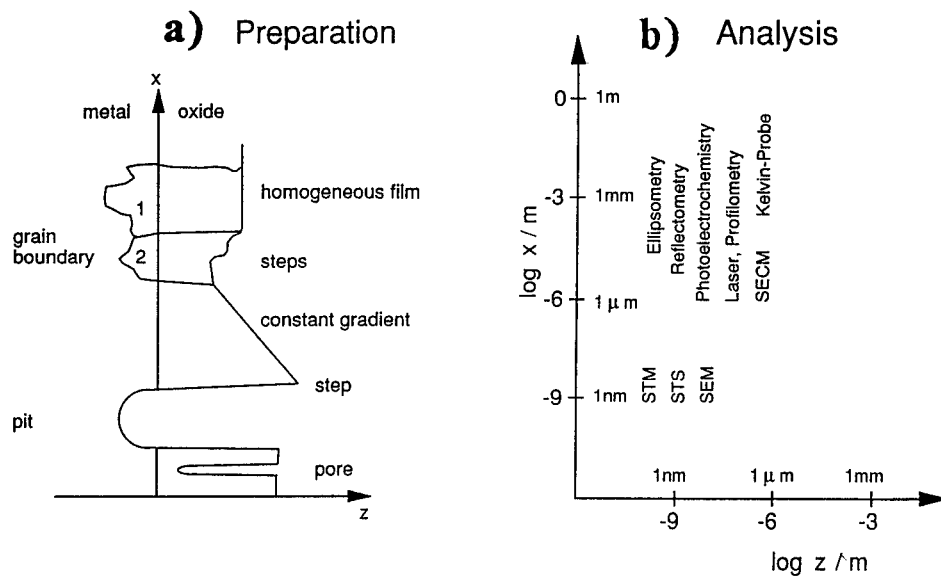 a) Preparation
x
metal oxide
homogeneous film
1
grain
boundary
2
steps
constant gradient
step
pit
pore
z
b) Analysis
log x / m
0 1m
-3 1mm
-6 1 μm
-9 1nm
Ellipsometry
Reflectometry
Photoelectrochemistry
Laser, Profilometry
SECM Kelvin-Probe
STM
STS
SEM
1nm 1 μm 1mm
-9 -6 -3
log z / m